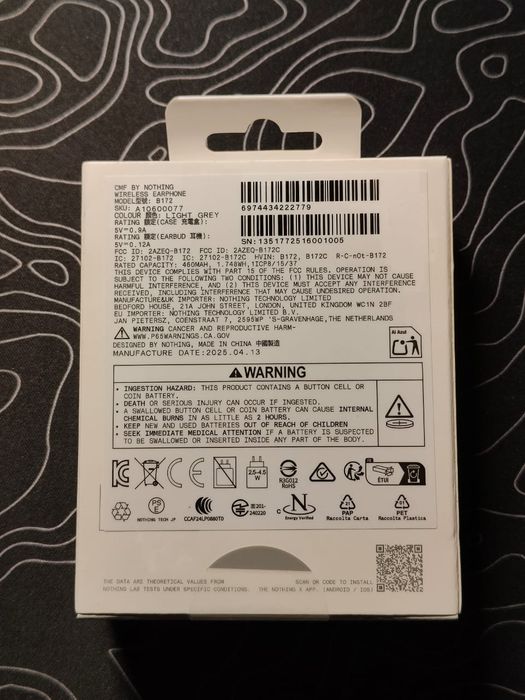 CMF BY NOTHING
WIRELESS EARPHONE
MODEL型號: B172
SKU: A10600077
COLOUR 顏色: LIGHT GREY
RATING 額定(CASE 充電盒):
5V⎓0.9A
RATING 額定(EARBUD 耳機):
5V⎓0.12A
6974434222779
SN:1351772516001005
FCC ID: 2AZEQ-B172 FCC ID: 2AZEQ-B172C
IC: 27102-B172 IC: 27102-B172C HVIN: B172, B172C R-C-nOt-B172
RATED CAPACITY: 460MAH, 1.748WH,1ICP8/15/37
THIS DEVICE COMPLIES WITH PART 15 OF THE FCC RULES. OPERATION IS
SUBJECT TO THE FOLLOWING TWO CONDITIONS: (1) THIS DEVICE MAY NOT CAUSE
HARMFUL INTERFERENCE, AND (2) THIS DEVICE MUST ACCEPT ANY INTERFERENCE
RECEIVED, INCLUDING INTERFERENCE THAT MAY CAUSE UNDESIRED OPERATION.
MANUFACTURE&UK IMPORTER: NOTHING TECHNOLOGY LIMITED
BEDFORD HOUSE, 21A JOHN STREET, LONDON, UNITED KINGDOM WC1N 2BF
EU IMPORTER: NOTHING TECHNOLOGY LIMITED B.V.
JAN PIETERSZ, COENSTRAAT 7, 2595WP 'S-GRAVENHAGE,THE NETHERLANDS
WARNING CANCER AND REPRODUCTIVE HARM-
WWW.P65WARNINGS.CA.GOV
DESIGNED BY NOTHING, MADE IN CHINA 中國製造
MANUFACTURE DATE:2025.04.13
Ai Azul
WARNING
• INGESTION HAZARD: THIS PRODUCT CONTAINS A BUTTON CELL OR
COIN BATTERY.
• DEATH OR SERIOUS INJURY CAN OCCUR IF INGESTED.
• A SWALLOWED BUTTON CELL OR COIN BATTERY CAN CAUSE INTERNAL
CHEMICAL BURNS IN AS LITTLE AS 2 HOURS.
• KEEP NEW AND USED BATTERIES OUT OF REACH OF CHILDREN
• SEEK IMMEDIATE MEDICAL ATTENTION IF A BATTERY IS SUSPECTED
TO BE SWALLOWED OR INSERTED INSIDE ANY PART OF THE BODY.
CE
2.5-4.5
W
R3G012
RoHS
ÉTUI
PS
E
NOTHING TECH JP
CCAF24LP0880T0
201-
240220
C
N
Energy Verified
21
PAP
Raccolta Carta
01
PET
Raccolta Plastica
THE DATA ARE THEORETICAL VALUES FROM
NOTHING LAB TESTS UNDER SPECIFIC CONDITIONS.
SCAN OR CODE TO INSTALL
THE NOTHING X APP. (ANDROID / IOS)